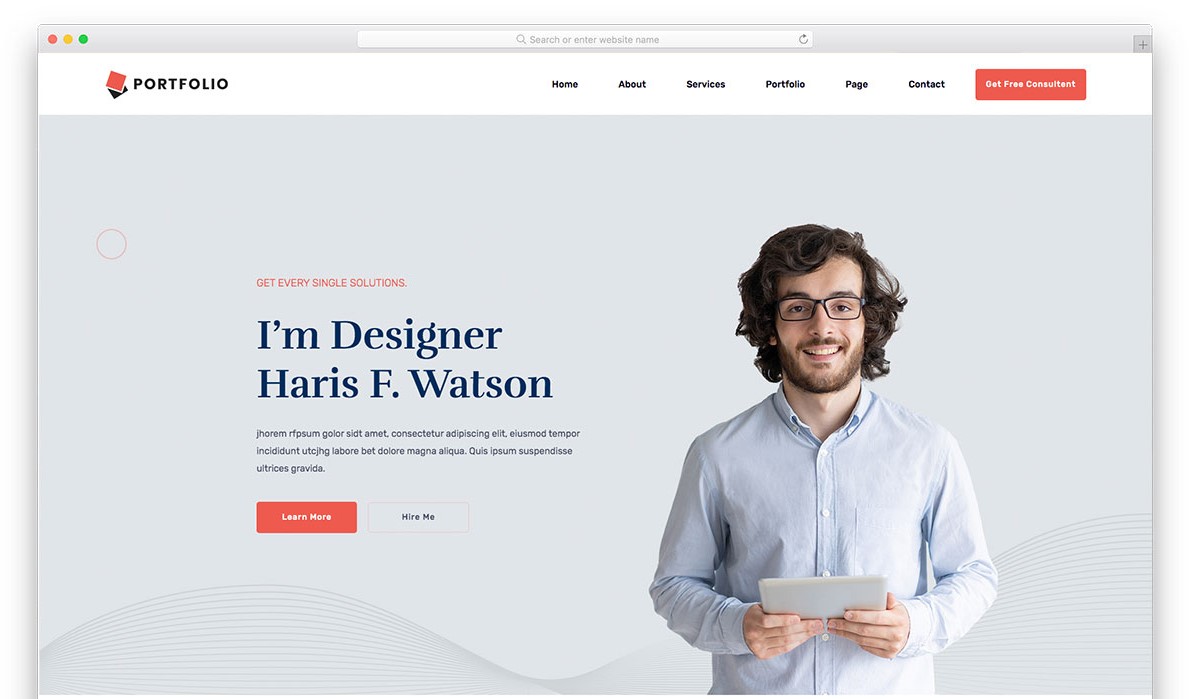 Search or enter website name
PORTFOLIO
Home About Services Portfolio Page Contact Get Free Consultent
GET EVERY SINGLE SOLUTIONS.
I'm Designer
Haris F. Watson
jhorem rfpsum golor sidt amet, consectetur adipiscing elit, eiusmod tempor
incididunt utcjhg labore bet dolore magna aliqua. Quis ipsum suspendisse
ultrices gravida.
Learn More Hire Me